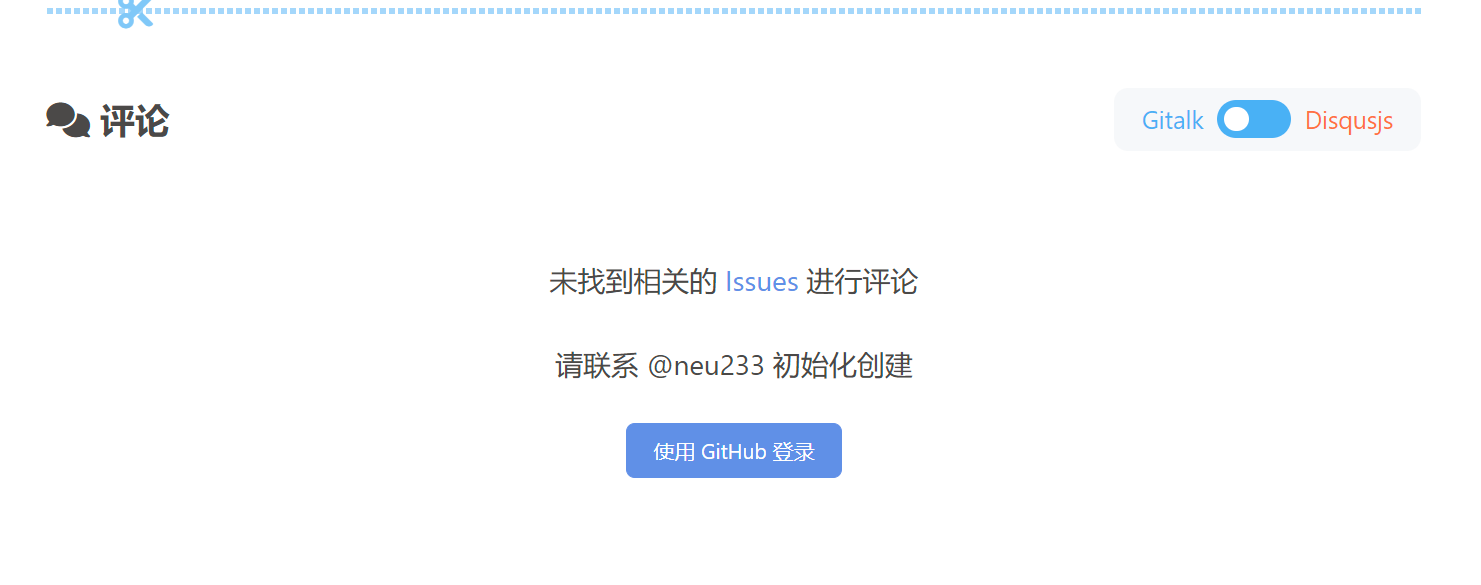 评论
Gitalk Disqusjs
未找到相关的 Issues 进行评论
请联系 @neu233 初始化创建
使用 GitHub 登录